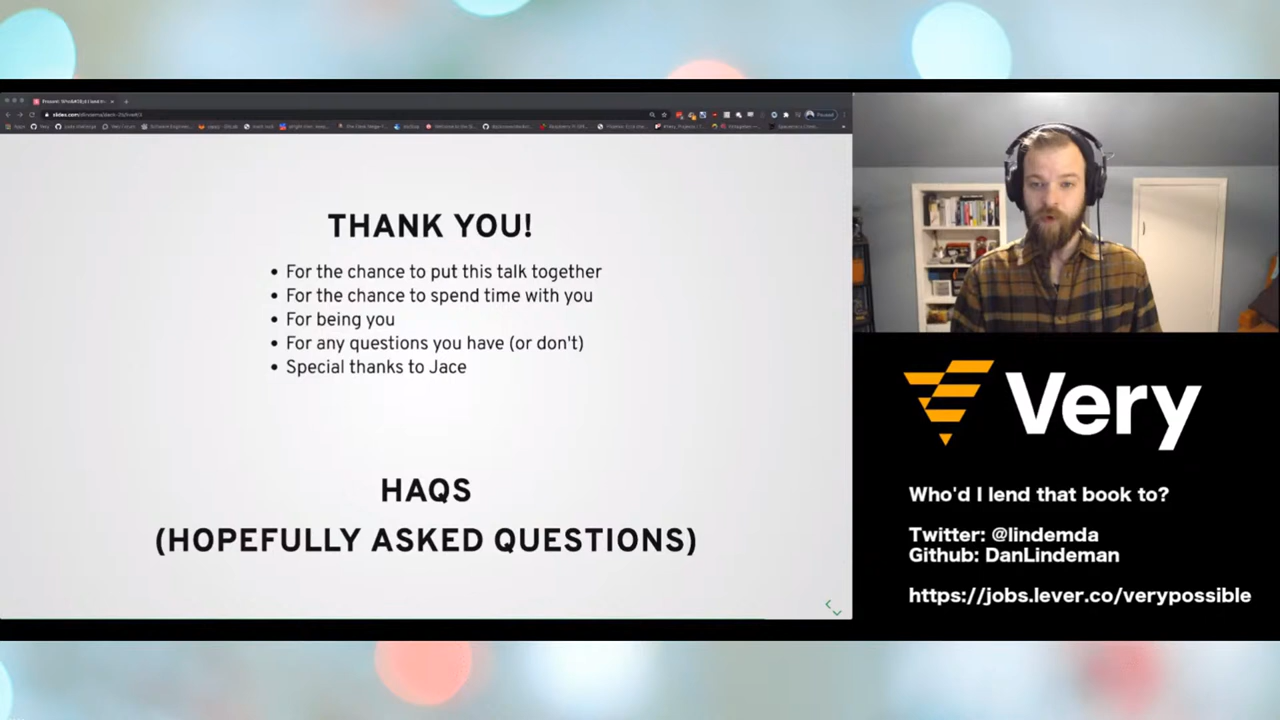 THANK YOU!
• For the chance to put this talk together
• For the chance to spend time with you
• For being you
• For any questions you have (or don't)
• Special thanks to Jace
HAQS
(HOPEFULLY ASKED QUESTIONS)
Very
Who'd I lend that book to?
Twitter: @lindemda
Github: DanLindeman
https://jobs.lever.co/verypossible